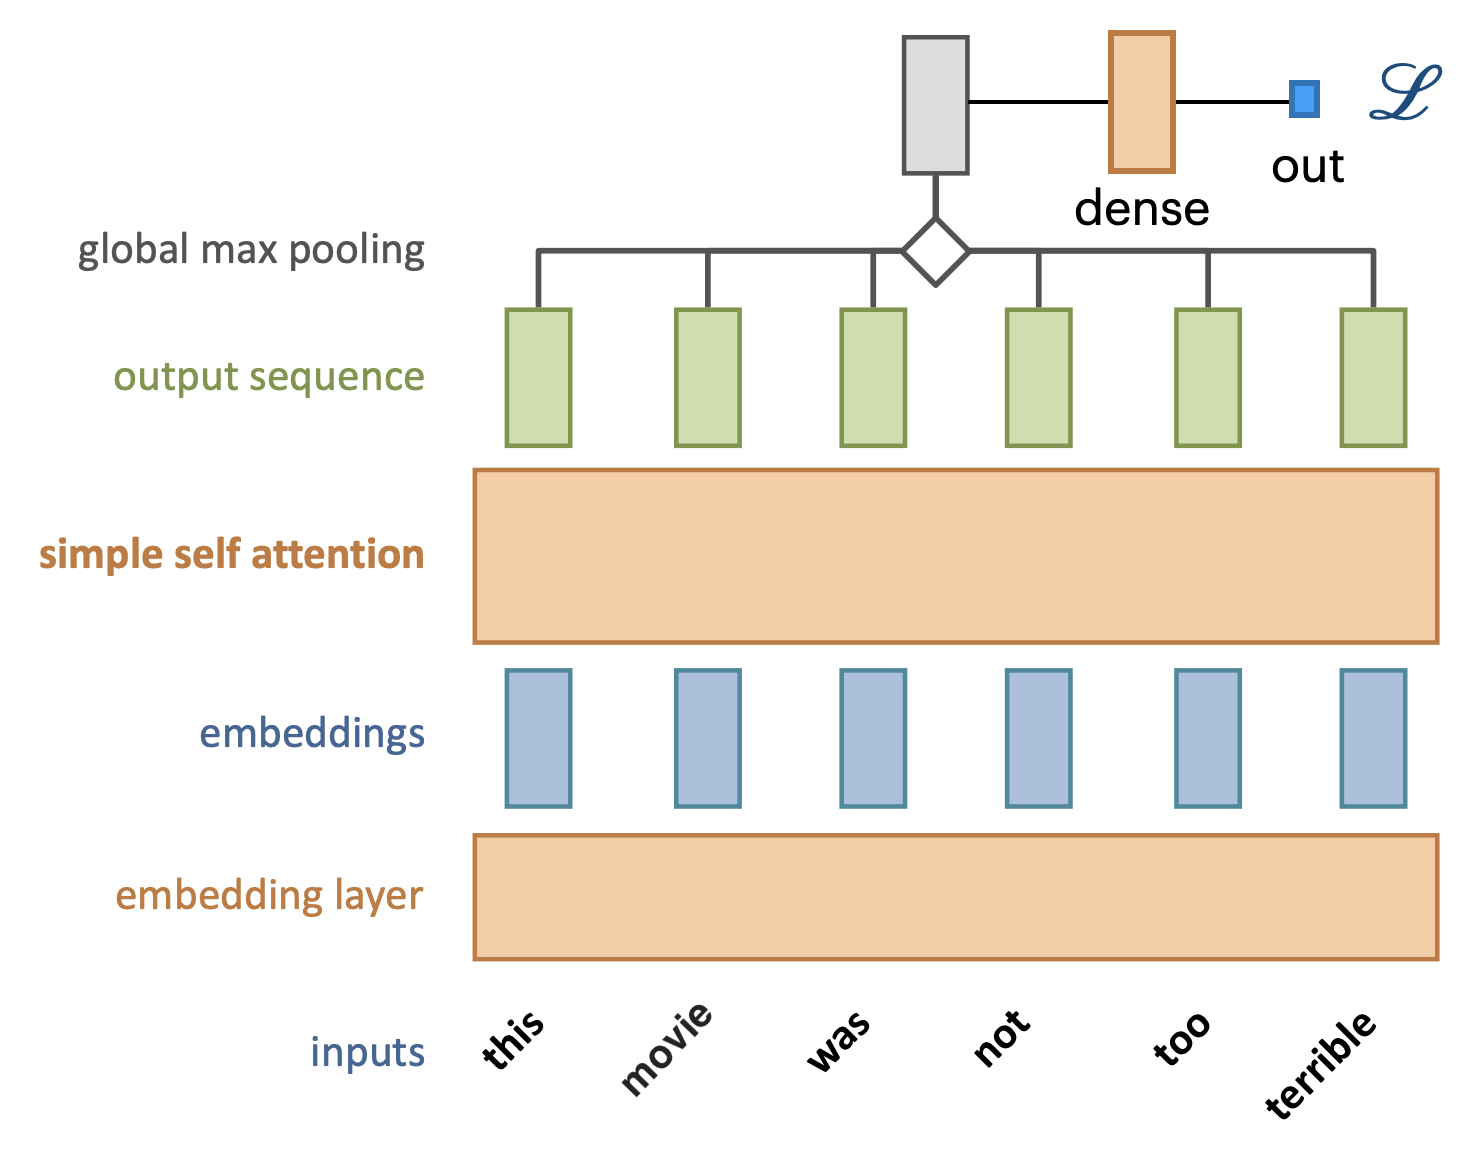 ℒ
out
dense
global max pooling
output sequence
simple self attention
embeddings
embedding layer
inputs
this
movie
was
not
too
terrible